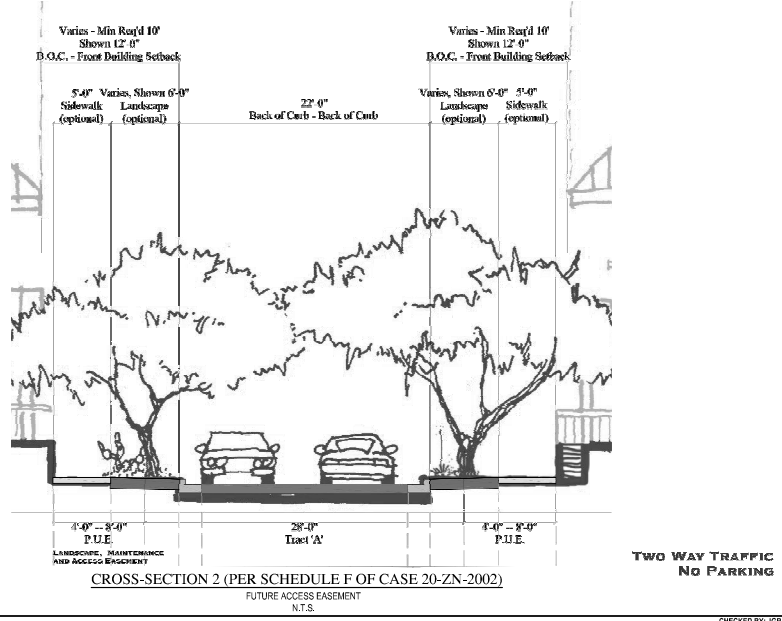 Varies - Min Req'd 10'
Shown 12'-0"
B.O.C. - Front Building Setback
Varies - Min Req'd 10'
Shown 12'-0"
B.O.C. - Front Building Setback
5'-0"
Sidewalk
(optional)
Varies, Shown 6'-0"
Landscape
(optional)
22'-0"
Back of Curb - Back of Curb
Varies, Shown 6'-0"
Landscape
(optional)
5'-0"
Sidewalk
(optional)
4'-0" -- 8'-0"
P.U.E.
28'-0"
Tract 'A'
4'-0" -- 8'-0"
P.U.E.
LANDSCAPE, MAINTENANCE
AND ACCESS EASEMENT
TWO WAY TRAFFIC
NO PARKING
CROSS-SECTION 2 (PER SCHEDULE F OF CASE 20-ZN-2002)
FUTURE ACCESS EASEMENT
N.T.S.